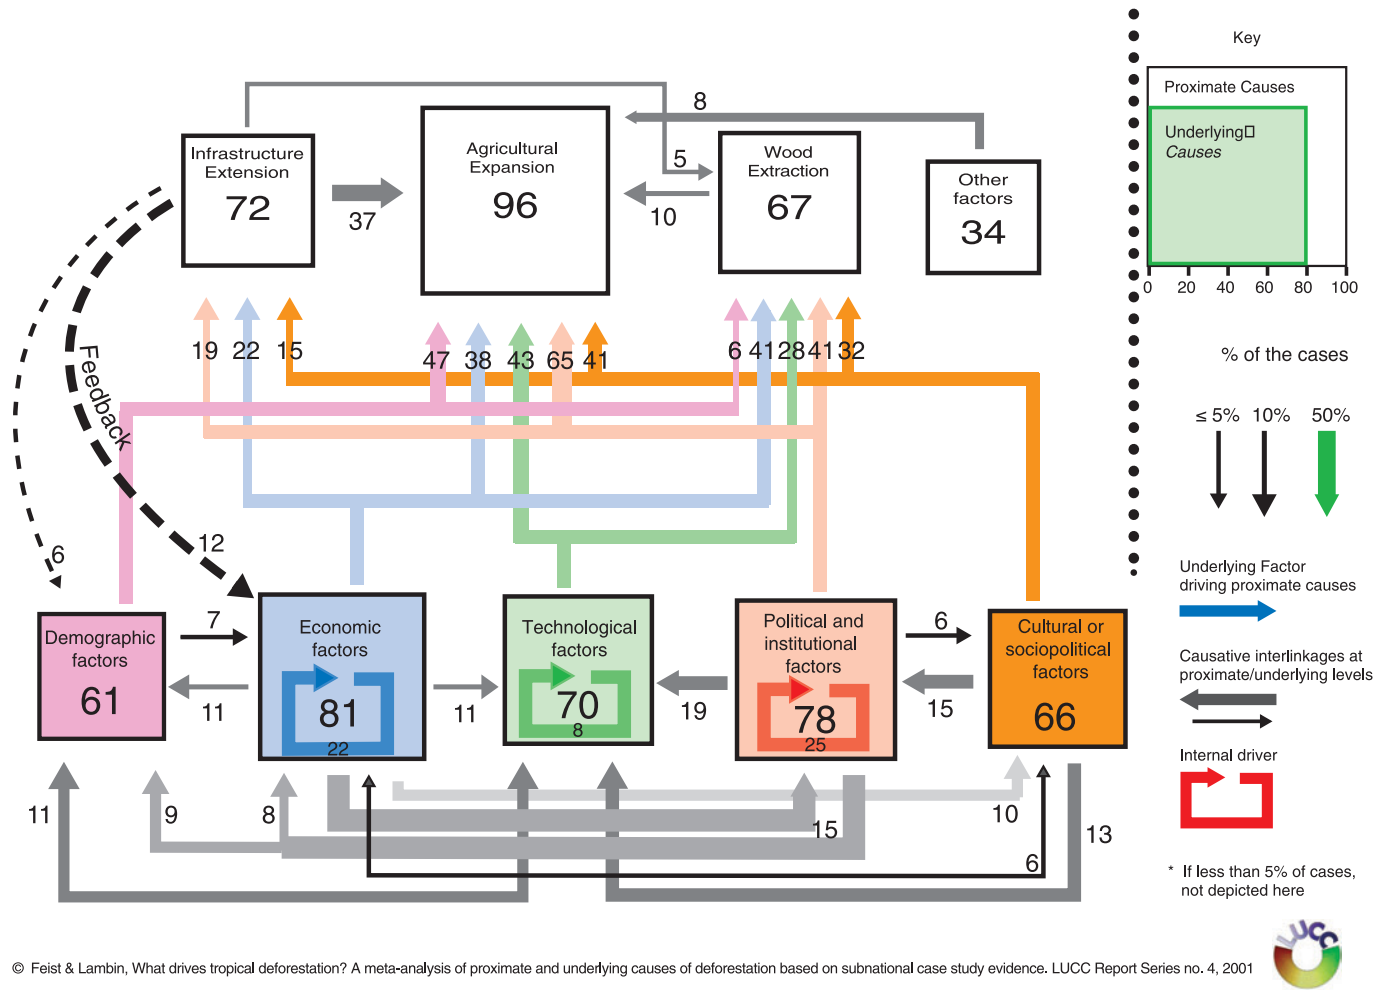 Key
Proximate Causes
Underlying□
Causes
0 20 40 60 80 100
% of the cases
≤ 5% 10% 50%
Underlying Factor
driving proximate causes
Causative interlinkages at
proximate/underlying levels
Internal driver
* If less than 5% of cases,
not depicted here
8
Infrastructure
Extension
72
37
Agricultural
Expansion
96
5
10
Wood
Extraction
67
Other
factors
34
19 22 15 47 38 43 65 41 6 41 28 41 32
Feedback
6
12
Demographic
factors
61
7
11
Economic
factors
81
22
11
Technological
factors
70
8
19
Political and
institutional
factors
78
25
6
15
Cultural or
sociopolitical
factors
66
11 9 8 15 10 13
6
© Feist & Lambin, What drives tropical deforestation? A meta-analysis of proximate and underlying causes of deforestation based on subnational case study evidence. LUCC Report Series no. 4, 2001
LUCC